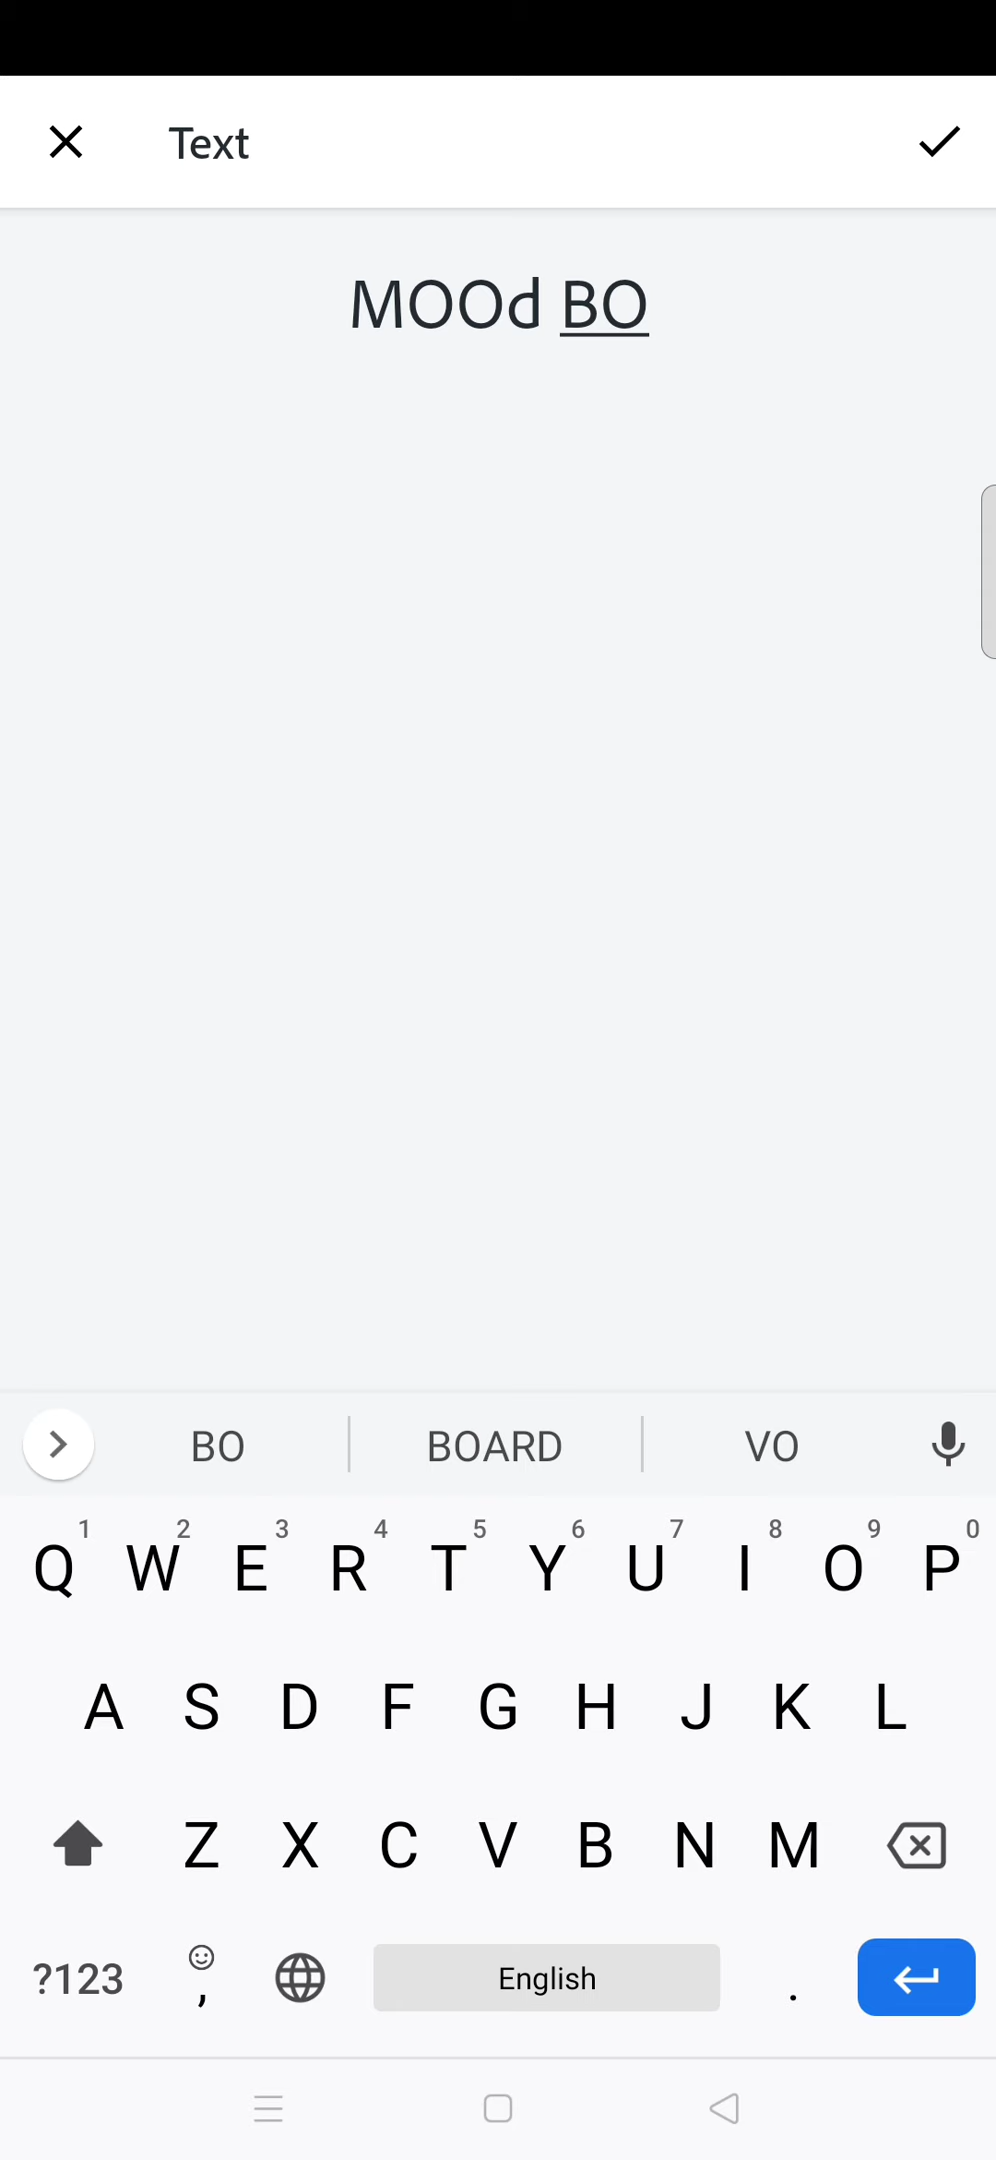 Text
MOOd BO
BO BOARD VO
1 2 3 4 5 6 7 8 9 0
Q W E R T Y U I O P
A S D F G H J K L
Z X C V B N M
?123 , English .